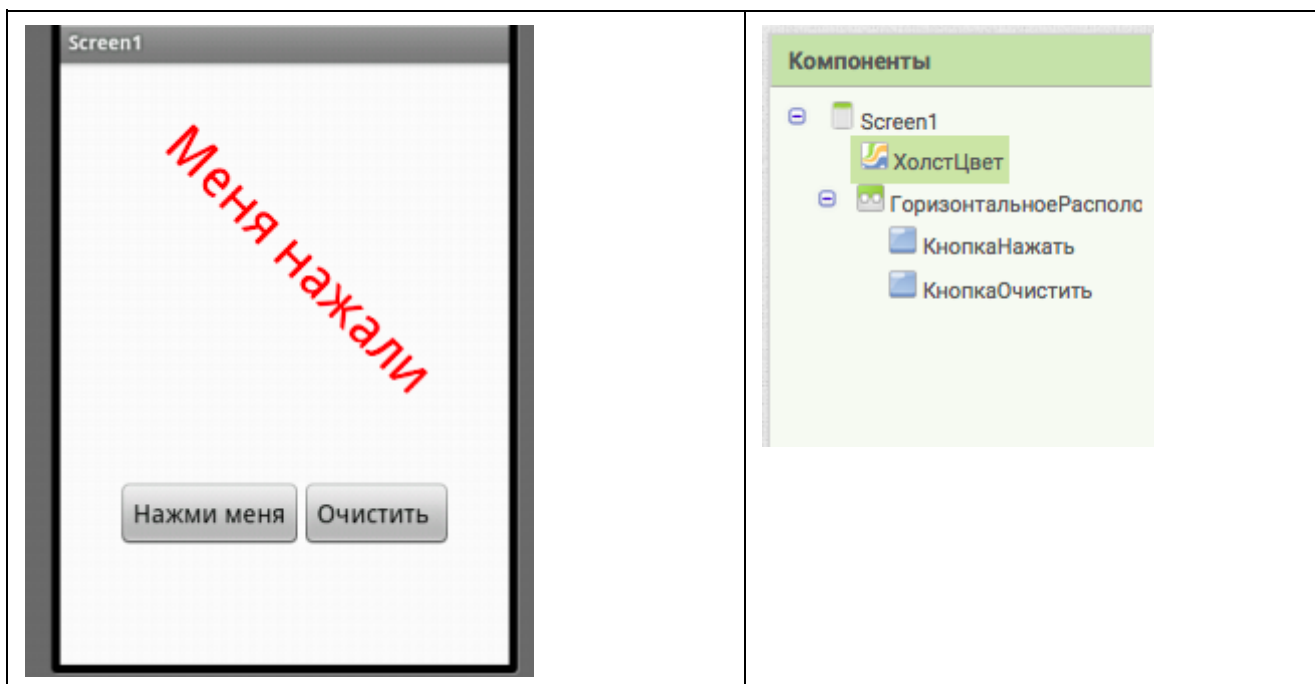 Screen1
Меня нажали
Нажми меня
Очистить
Компоненты
Screen1
ХолстЦвет
ГоризонтальноеРасполо
КнопкаНажать
КнопкаОчистить